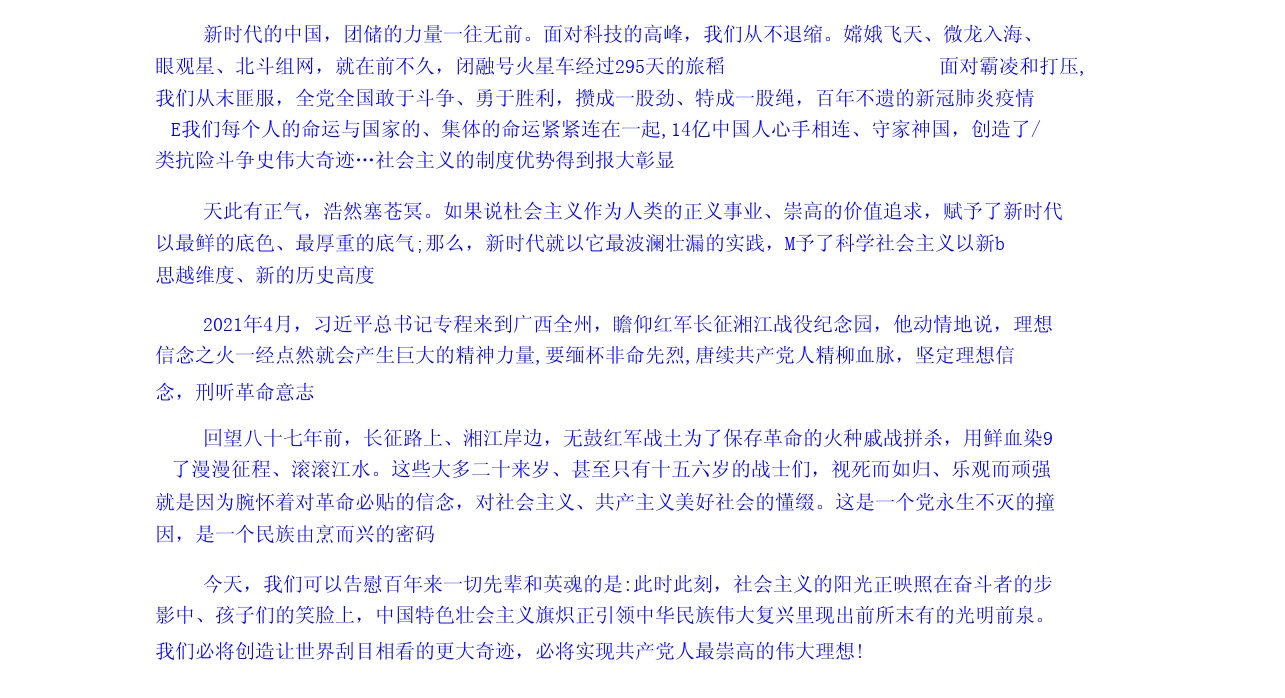 新时代的中国，团储的力量一往无前。面对科技的高峰，我们从不退缩。嫦娥飞天、微龙入海、
眼观星、北斗组网，就在前不久，闭融号火星车经过295天的旅稻 面对霸凌和打压,
我们从末匪服，全党全国敢于斗争、勇于胜利，攒成一股劲、特成一股绳，百年不遗的新冠肺炎疫情
E我们每个人的命运与国家的、集体的命运紧紧连在一起,14亿中国人心手相连、守家神国，创造了/
类抗险斗争史伟大奇迹…社会主义的制度优势得到报大彰显
天此有正气，浩然塞苍冥。如果说杜会主义作为人类的正义事业、崇高的价值追求，赋予了新时代
以最鲜的底色、最厚重的底气;那么，新时代就以它最波澜壮漏的实践，M予了科学社会主义以新b
思越维度、新的历史高度
2021年4月，习近平总书记专程来到广西全州，瞻仰红军长征湘江战役纪念园，他动情地说，理想
信念之火一经点然就会产生巨大的精神力量,要缅杯非命先烈,唐续共产党人精柳血脉，坚定理想信
念，刑听革命意志
回望八十七年前，长征路上、湘江岸边，无鼓红军战土为了保存革命的火种戚战拼杀，用鲜血染9
了漫漫征程、滚滚江水。这些大多二十来岁、甚至只有十五六岁的战士们，视死而如归、乐观而顽强
就是因为腕怀着对革命必贴的信念，对社会主义、共产主义美好社会的懂缀。这是一个党永生不灭的撞
因，是一个民族由烹而兴的密码
今天，我们可以告慰百年来一切先辈和英魂的是:此时此刻，社会主义的阳光正映照在奋斗者的步
影中、孩子们的笑脸上，中国特色壮会主义旗炽正引领中华民族伟大复兴里现出前所末有的光明前泉。
我们必将创造让世界刮目相看的更大奇迹，必将实现共产党人最崇高的伟大理想!